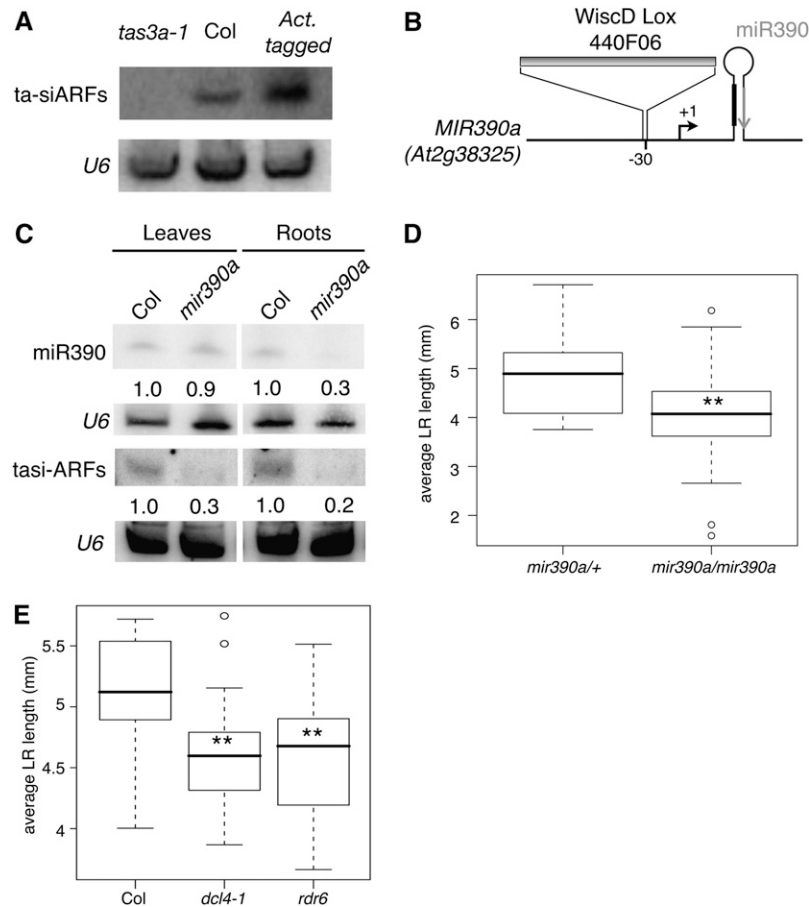 A
tas3a-1 Col Act. tagged
ta-siARFs
U6
B
WiscD Lox
440F06
miR390
+1
MIR390a
(At2g38325)
-30
C
Leaves Roots
Col mir390a Col mir390a
miR390
1.0 0.9 1.0 0.3
U6
tasi-ARFs
1.0 0.3 1.0 0.2
U6
D
average LR length (mm)
6
5
4
3
2
**
mir390a/+ mir390a/mir390a
E
average LR length (mm)
5.5
5
4.5
4
** **
Col dcl4-1 rdr6